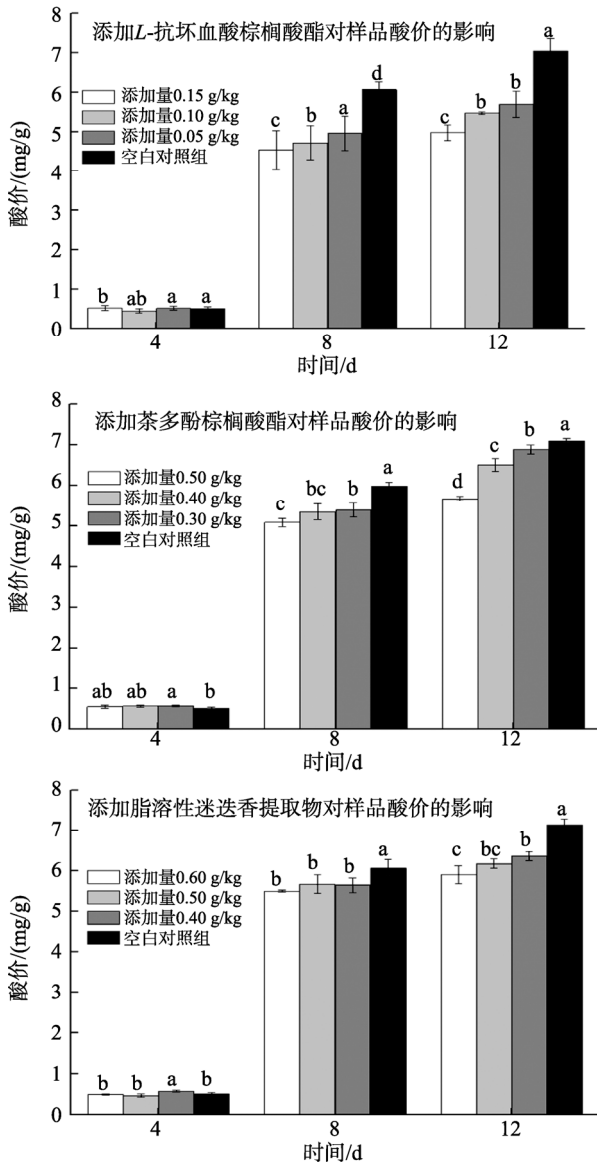 添加L-抗坏血酸棕榈酸酯对样品酸价的影响
添加量0.15 g/kg
添加量0.10 g/kg
添加量0.05 g/kg
空白对照组
酸价/(mg/g)
8
7
6
5
4
3
2
1
0
b ab a a
c b a d
c b b a
4 8 12
时间/d
添加茶多酚棕榈酸酯对样品酸价的影响
添加量0.50 g/kg
添加量0.40 g/kg
添加量0.30 g/kg
空白对照组
酸价/(mg/g)
8
7
6
5
4
3
2
1
0
ab ab a b
c bc b a
d c b a
4 8 12
时间/d
添加脂溶性迷迭香提取物对样品酸价的影响
添加量0.60 g/kg
添加量0.50 g/kg
添加量0.40 g/kg
空白对照组
酸价/(mg/g)
8
7
6
5
4
3
2
1
0
b b a b
b b b a
c bc b a
4 8 12
时间/d